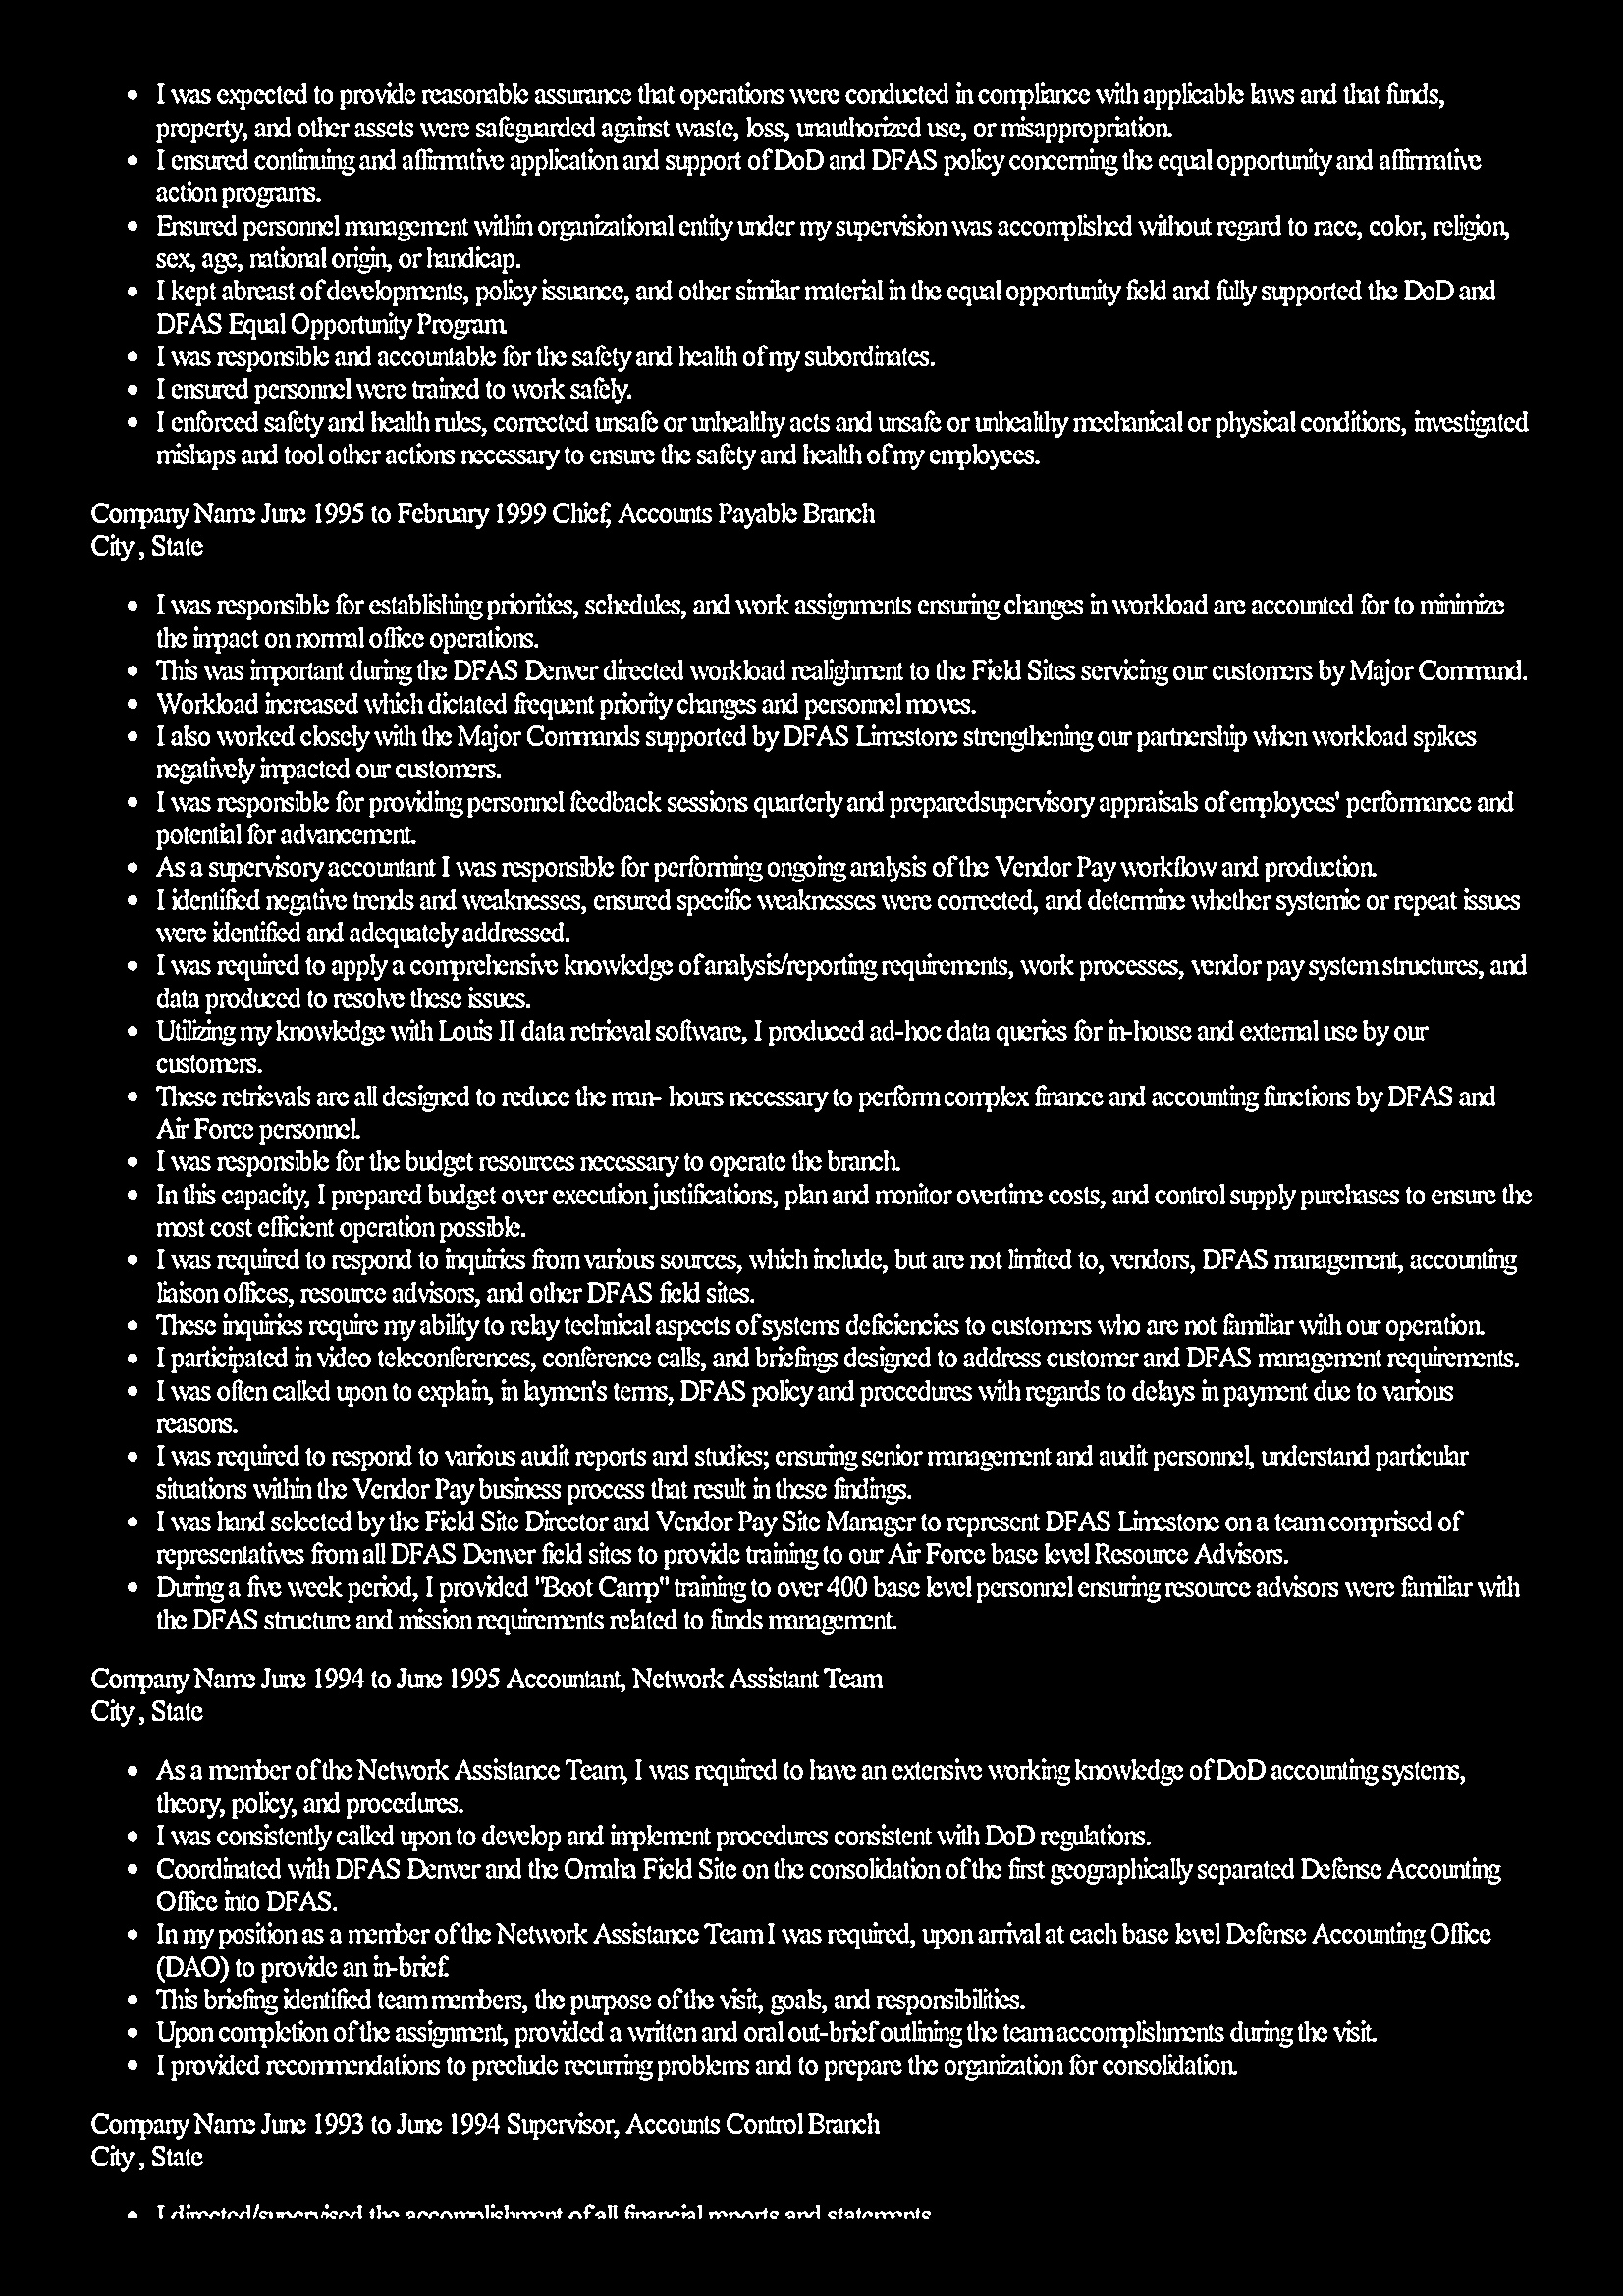 I was expected to provide reasonable assurance that operations were conducted in compliance with applicable laws and that funds,
property, and other assets were safeguarded against waste, loss, unauthorized use, or misappropriation.
I ensured continuing and affirmative application and support of DoD and DFAS policy concerning the equal opportunity and affirmative
action programs.
Ensured personnel management within organizational entity under my supervision was accomplished without regard to race, color, religion,
sex, age, national origin, or handicap.
I kept abreast of developments, policy issuance, and other similar material in the equal opportunity field and fully supported the DoD and
DFAS Equal Opportunity Program.
I was responsible and accountable for the safety and health of my subordinates.
I ensured personnel were trained to work safely.
I enforced safety and health rules, corrected unsafe or unhealthy acts and unsafe or unhealthy mechanical or physical conditions, investigated
mishaps and tool other actions necessary to ensure the safety and health of my employees.
Company Name June 1995 to February 1999 Chief, Accounts Payable Branch
City , State
I was responsible for establishing priorities, schedules, and work assignments ensuring changes in workload are accounted for to minimize
the impact on normal office operations.
This was important during the DFAS Denver directed workload realighment to the Field Sites servicing our customers by Major Command.
Workload increased which dictated frequent priority changes and personnel moves.
I also worked closely with the Major Commands supported by DFAS Limestone strengthening our partnership when workload spikes
negatively impacted our customers.
I was responsible for providing personnel feedback sessions quarterly and preparedsupervisory appraisals of employees' performance and
potential for advancement.
As a supervisory accountant I was responsible for performing ongoing analysis of the Vendor Pay workflow and production.
I identified negative trends and weaknesses, ensured specific weaknesses were corrected, and determine whether systemic or repeat issues
were identified and adequately addressed.
I was required to apply a comprehensive knowledge of analysis/reporting requirements, work processes, vendor pay system structures, and
data produced to resolve these issues.
Utilizing my knowledge with Louis II data retrieval software, I produced ad-hoc data queries for in-house and external use by our
customers.
These retrievals are all designed to reduce the man- hours necessary to perform complex finance and accounting functions by DFAS and
Air Force personnel.
I was responsible for the budget resources necessary to operate the branch.
In this capacity, I prepared budget over execution justifications, plan and monitor overtime costs, and control supply purchases to ensure the
most cost efficient operation possible.
I was required to respond to inquiries from various sources, which include, but are not limited to, vendors, DFAS management, accounting
liaison offices, resource advisors, and other DFAS field sites.
These inquiries require my ability to relay technical aspects of systems deficiencies to customers who are not familiar with our operation.
I participated in video teleconferences, conference calls, and briefings designed to address customer and DFAS management requirements.
I was often called upon to explain, in laymen's terms, DFAS policy and procedures with regards to delays in payment due to various
reasons.
I was required to respond to various audit reports and studies; ensuring senior management and audit personnel, understand particular
situations within the Vendor Pay business process that result in these findings.
I was hand selected by the Field Site Director and Vendor Pay Site Manager to represent DFAS Limestone on a team comprised of
representatives from all DFAS Denver field sites to provide training to our Air Force base level Resource Advisors.
During a five week period, I provided "Boot Camp" training to over 400 base level personnel ensuring resource advisors were familiar with
the DFAS structure and mission requirements related to funds management.
Company Name June 1994 to June 1995 Accountant, Network Assistant Team
City , State
As a member of the Network Assistance Team, I was required to have an extensive working knowledge of DoD accounting systems,
theory, policy, and procedures.
I was consistently called upon to develop and implement procedures consistent with DoD regulations.
Coordinated with DFAS Denver and the Omaha Field Site on the consolidation of the first geographically separated Defense Accounting
Office into DFAS.
In my position as a member of the Network Assistance Team I was required, upon arrival at each base level Defense Accounting Office
(DAO) to provide an in-brief.
This briefing identified team members, the purpose of the visit, goals, and responsibilities.
Upon completion of the assignment, provided a written and oral out-brief outlining the team accomplishments during the visit.
I provided recommendations to preclude recurring problems and to prepare the organization for consolidation.
Company Name June 1993 to June 1994 Supervisor, Accounts Control Branch
City , State
I directed/supervised the accomplishment of all financial reports and statements